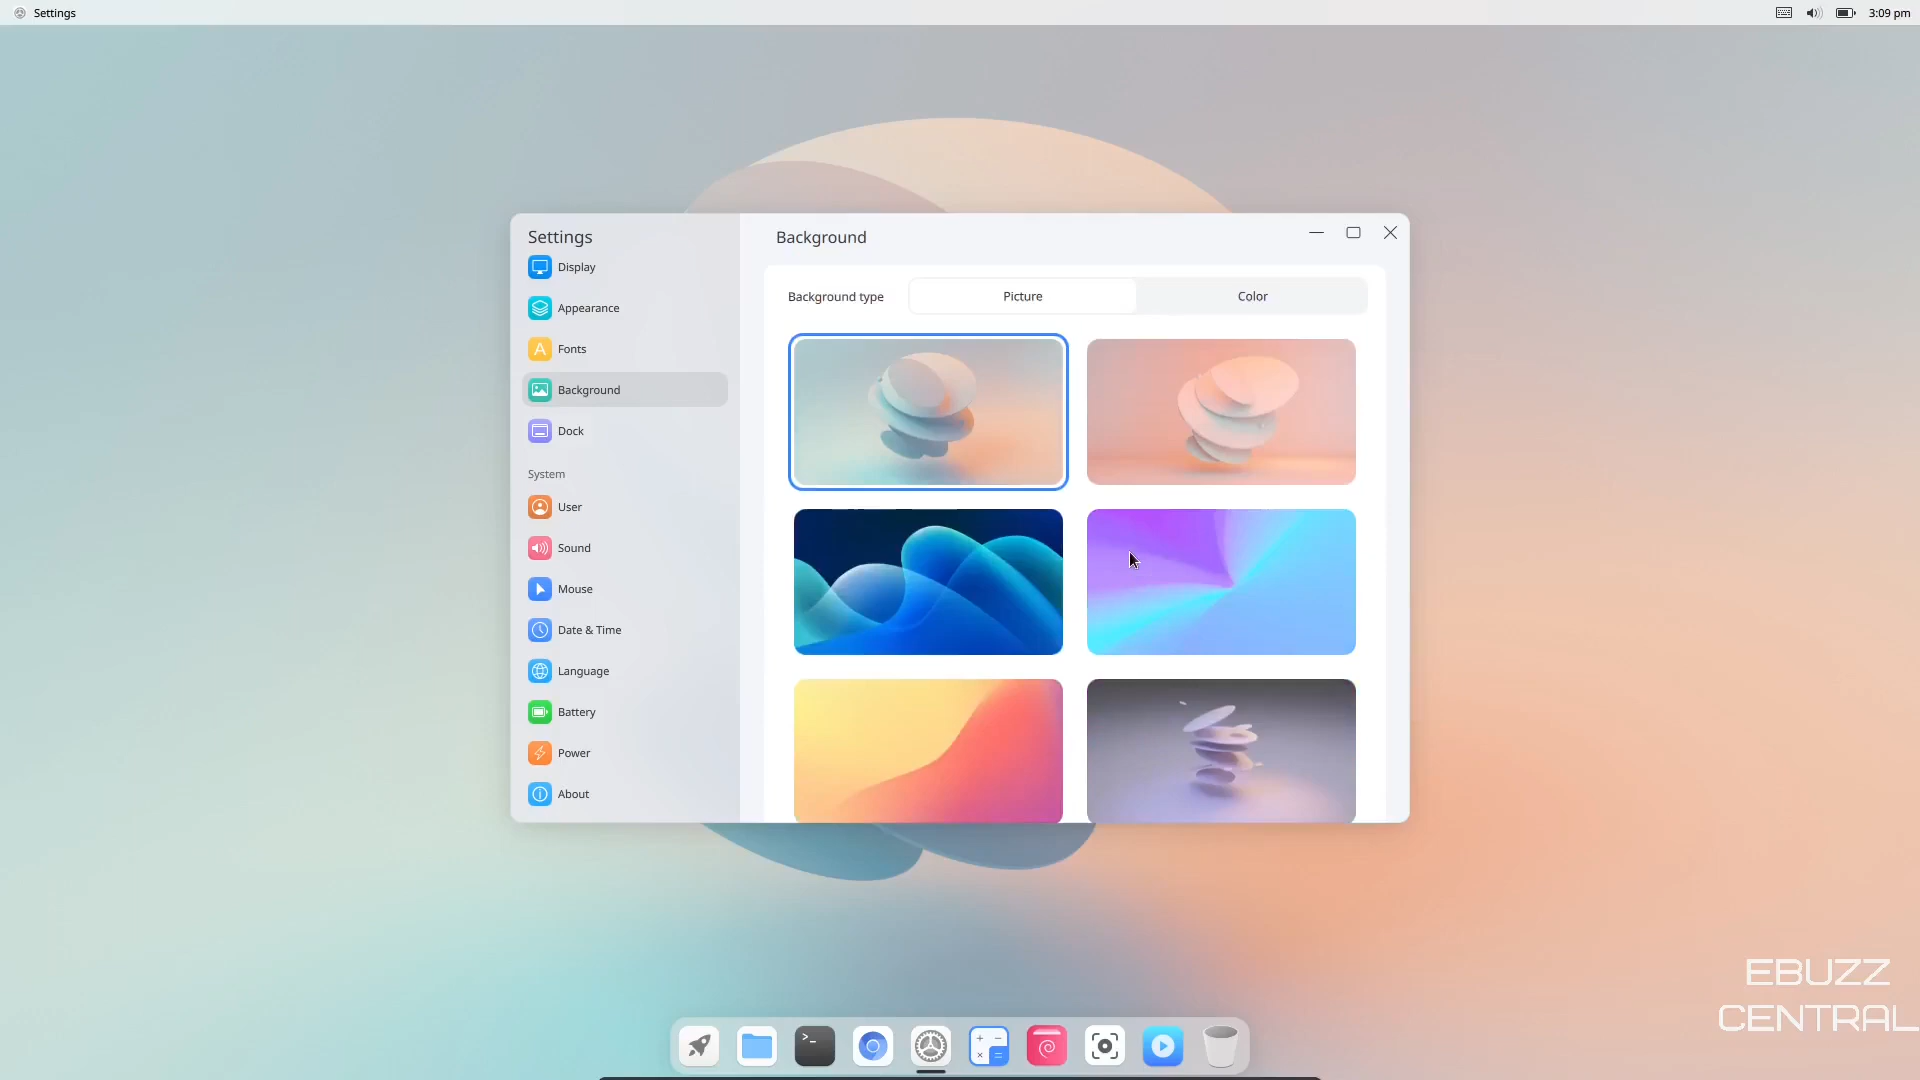 Settings
3:09 pm
Settings
Background
Display
Appearance
Fonts
Background
Dock
System
User
Sound
Mouse
Date & Time
Language
Battery
Power
About
Background type
Picture
Color
EBUZZ
CENTRAL